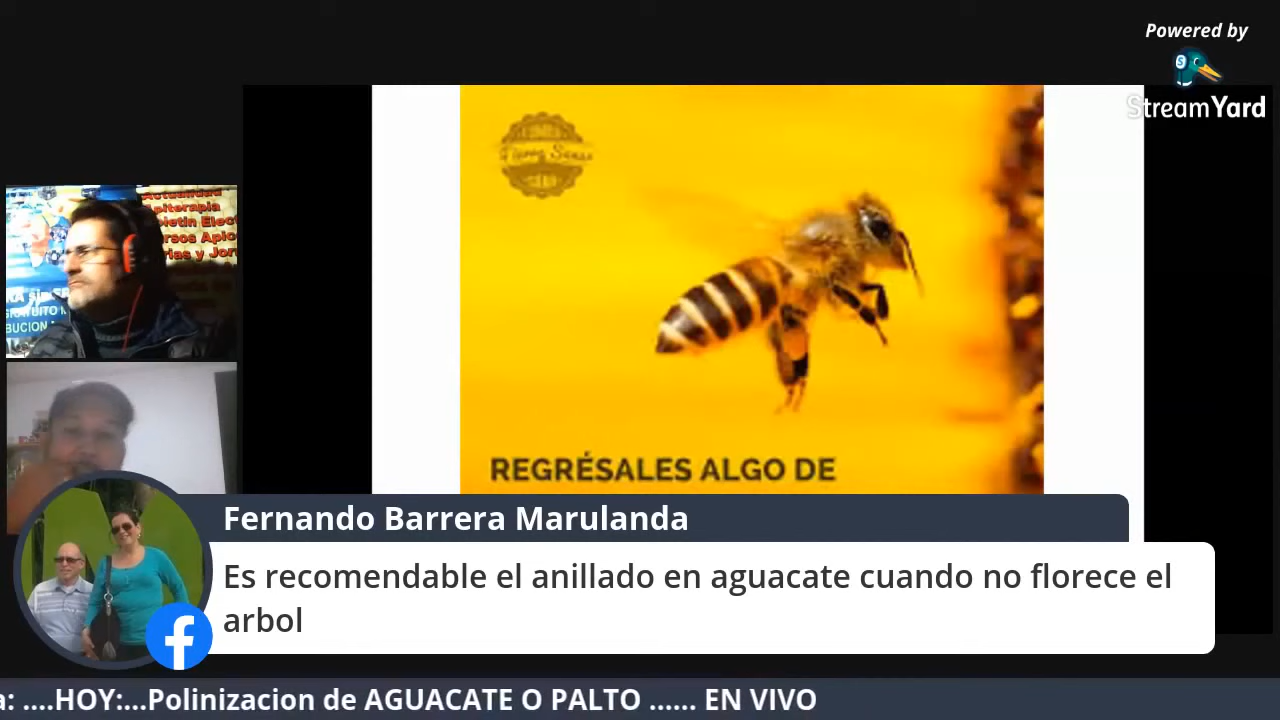 Powered by
StreamYard
Apiterapia
REGRÉSALES ALGO DE
Fernando Barrera Marulanda
Es recomendable el anillado en aguacate cuando no florece el
arbol
a: ....HOY:...Polinizacion de AGUACATE O PALTO ...... EN VIVO